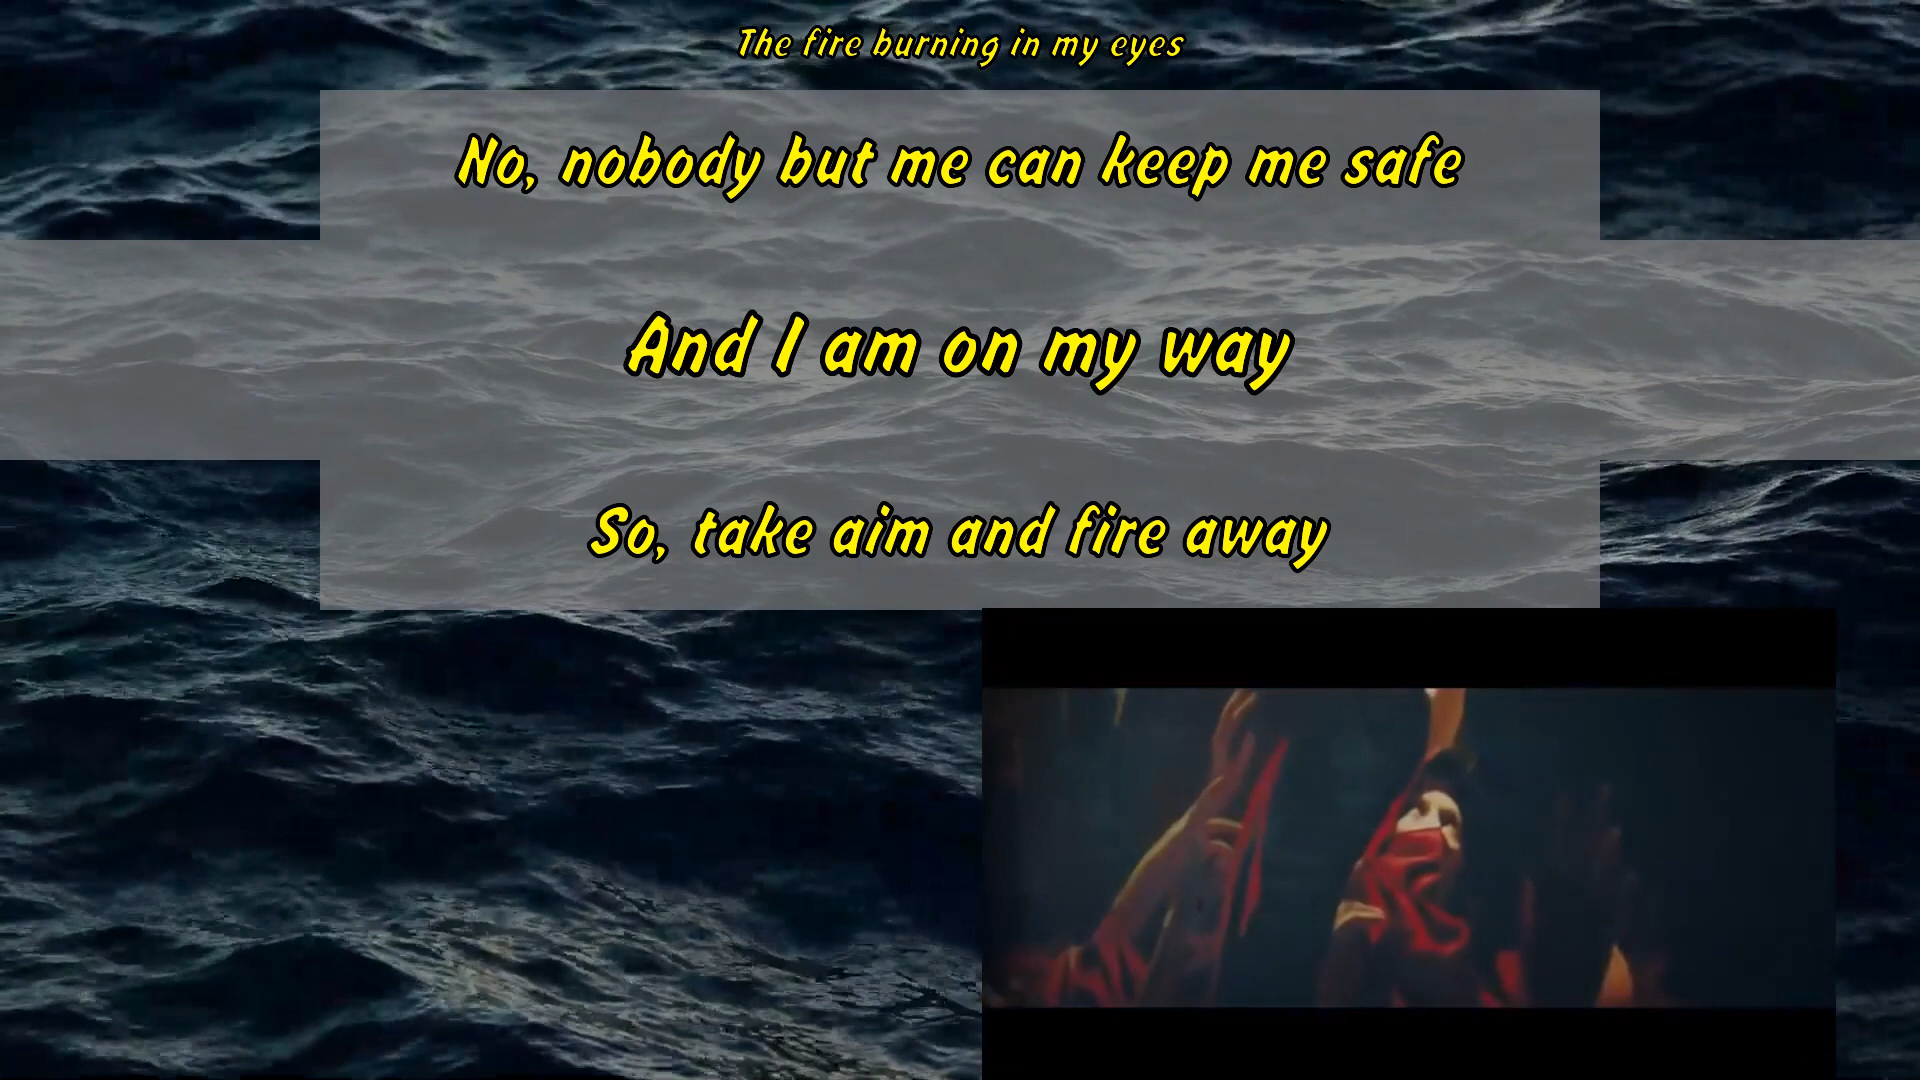 The fire burning in my eyes
No, nobody but me can keep me safe
And I am on my way
So, take aim and fire away